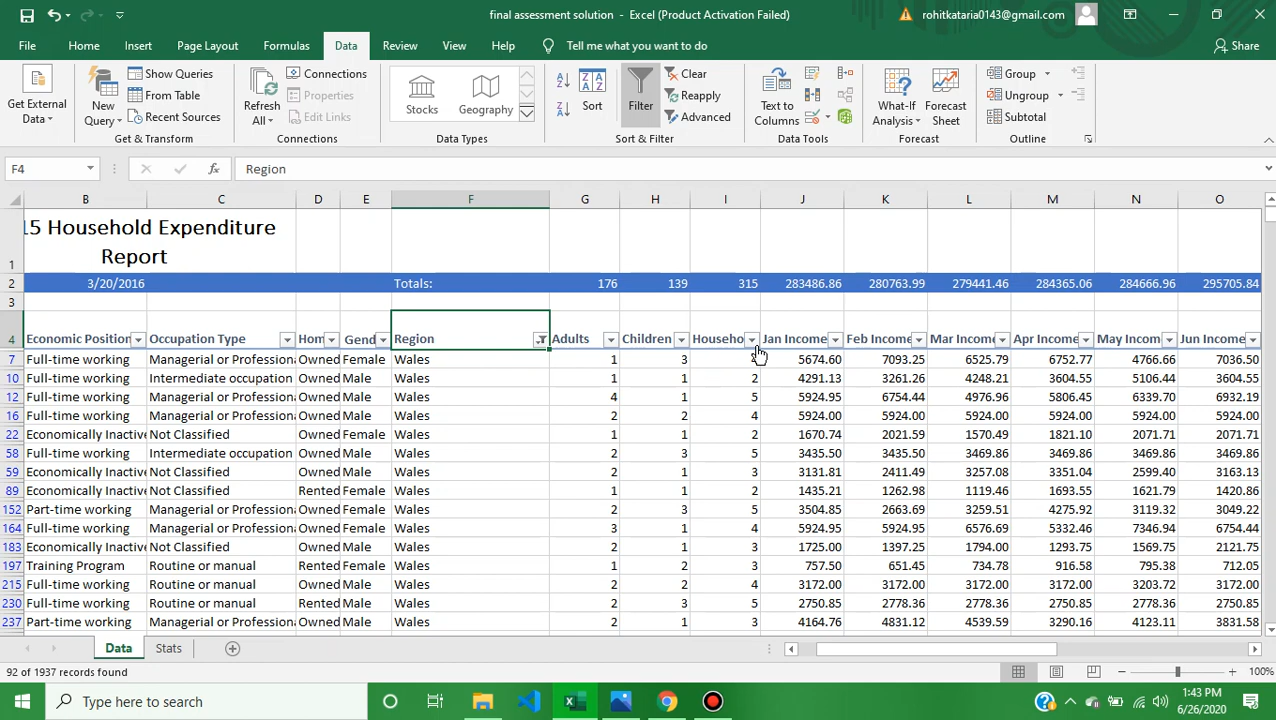 final assessment solution - Excel (Product Activation Failed)
rohitkataria0143@gmail.com
File Home Insert Page Layout Formulas Data Review View Help Tell me what you want to do Share
Get External Data
New Query
Show Queries
From Table
Recent Sources
Get & Transform
Refresh All
Connections
Properties
Edit Links
Connections
Stocks
Geography
Data Types
Sort
Filter
Clear
Reapply
Advanced
Sort & Filter
Text to Columns
Data Tools
What-If Analysis
Forecast Sheet
Forecast
Group
Ungroup
Subtotal
Outline
F4 fx Region
B C D E F G H I J K L M N O
1 15 Household Expenditure
Report
2 3/20/2016 Totals: 176 139 315 283486.86 280763.99 279441.46 284365.06 284666.96 295705.84
3
4 Economic Position Occupation Type Hom Gend Region Adults Children Househo Jan Income Feb Income Mar Incom Apr Income May Incom Jun Income
7 Full-time working Managerial or Professiona Owned Female Wales 1 3 5674.60 7093.25 6525.79 6752.77 4766.66 7036.50
10 Full-time working Intermediate occupation Owned Male Wales 1 1 2 4291.13 3261.26 4248.21 3604.55 5106.44 3604.55
12 Full-time working Managerial or Professiona Owned Male Wales 4 1 5 5924.95 6754.44 4976.96 5806.45 6339.70 6932.19
16 Full-time working Managerial or Professiona Owned Male Wales 2 2 4 5924.00 5924.00 5924.00 5924.00 5924.00 5924.00
22 Economically Inactive Not Classified Owned Female Wales 1 1 2 1670.74 2021.59 1570.49 1821.10 2071.71 2071.71
58 Full-time working Intermediate occupation Owned Male Wales 2 3 5 3435.50 3435.50 3469.86 3469.86 3469.86 3469.86
59 Economically Inactive Not Classified Owned Male Wales 2 1 3 3131.81 2411.49 3257.08 3351.04 2599.40 3163.13
89 Economically Inactive Not Classified Rented Female Wales 1 1 2 1435.21 1262.98 1119.46 1693.55 1621.79 1420.86
152 Part-time working Managerial or Professiona Owned Female Wales 2 3 5 3504.85 2663.69 3259.51 4275.92 3119.32 3049.22
164 Full-time working Managerial or Professiona Owned Male Wales 3 1 4 5924.95 5924.95 6576.69 5332.46 7346.94 6754.44
183 Economically Inactive Not Classified Owned Male Wales 2 1 3 1725.00 1397.25 1794.00 1293.75 1569.75 2121.75
197 Training Program Routine or manual Rented Female Wales 1 2 3 757.50 651.45 734.78 916.58 795.38 712.05
215 Full-time working Routine or manual Owned Male Wales 2 2 4 3172.00 3172.00 3172.00 3172.00 3203.72 3172.00
230 Full-time working Routine or manual Rented Male Wales 2 3 5 2750.85 2778.36 2778.36 2750.85 2778.36 2750.85
237 Part-time working Managerial or Professiona Owned Male Wales 2 1 3 4164.76 4831.12 4539.59 3290.16 4123.11 3831.58
Data Stats
92 of 1937 records found 100%
Type here to search
1:43 PM
6/26/2020